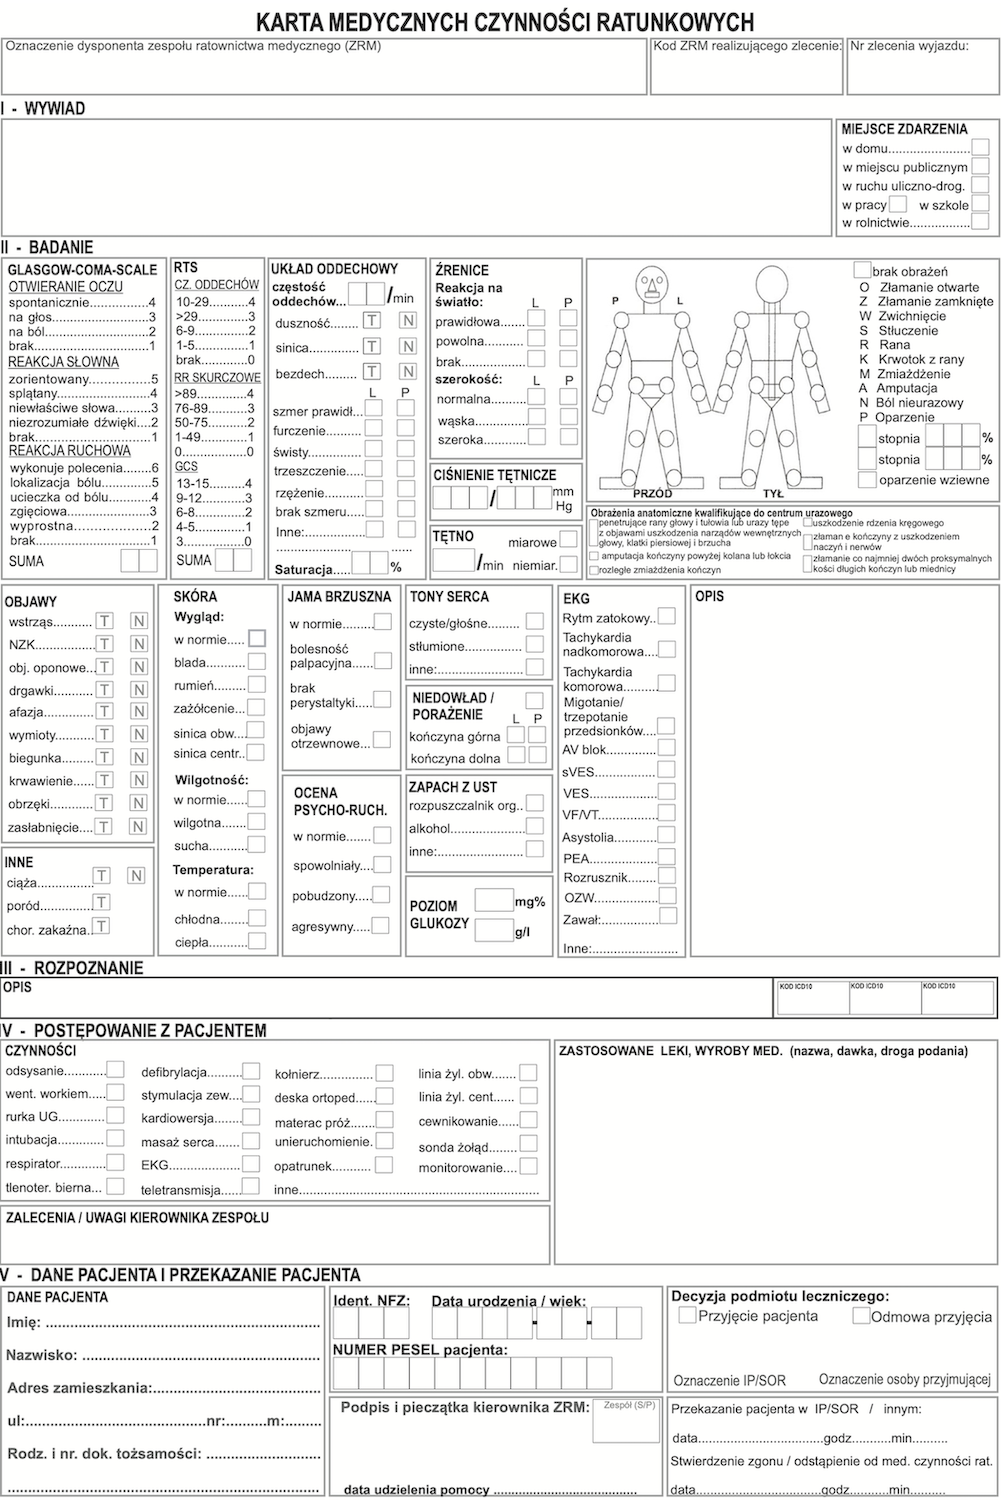 KARTA MEDYCZNYCH CZYNNOŚCI RATUNKOWYCH
Oznaczenie dysponenta zespołu ratownictwa medycznego (ZRM)
Kod ZRM realizującego zlecenie:
Nr zlecenia wyjazdu:
I - WYWIAD
MIEJSCE ZDARZENIA
w domu......................
w miejscu publicznym
w ruchu uliczno-drog.
w pracy w szkole
w rolnictwie................
II - BADANIE
GLASGOW-COMA-SCALE
OTWIERANIE OCZU
spontanicznie...............4
na głos........................3
na ból..........................2
brak.............................1
REAKCJA SŁOWNA
zorientowany................5
splątany.......................4
niewłaściwe słowa.........3
niezrozumałe dźwięki....2
brak.............................1
REAKCJA RUCHOWA
wykonuje polecenia.......6
lokalizacja bólu............5
ucieczka od bólu..........4
zgięciowa....................3
wyprostna....................2
brak.............................1
SUMA
RTS
CZ. ODDECHÓW
10-29..........4
>29.............3
6-9..............2
1-5..............1
brak............0
RR SKURCZOWE
>89.............4
76-89..........3
50-75..........2
1-49............1
0.................0
GCS
13-15..........4
9-12............3
6-8..............2
4-5..............1
3.................0
SUMA
UKŁAD ODDECHOWY
częstość
oddechów... /min
duszność........ T N
sinica.............. T N
bezdech.......... T N
L P
szmer prawidł...
furczenie..........
świsty..............
trzeszczenie.....
rzężenie...........
brak szmeru.....
Inne:................
...................... ......
Saturacja..... %
ŹRENICE
Reakcja na
światło: L P
prawidłowa.......
powolna...........
brak.................
szerokość: L P
normalna..........
wąska..............
szeroka............
CIŚNIENIE TĘTNICZE
/ mm
Hg
TĘTNO
miarowe
/min niemiar.
P L
PRZÓD TYŁ
brak obrażeń
O Złamanie otwarte
Z Złamanie zamknięte
W Zwichnięcie
S Stłuczenie
R Rana
K Krwotok z rany
M Zmiażdżenie
A Amputacja
N Ból nieurazowy
P Oparzenie
stopnia %
stopnia %
oparzenie wziewne
Obrażenia anatomiczne kwalifikujące do centrum urazowego
penetrujące rany głowy i tułowia lub urazy tępe
z objawami uszkodzenia narządów wewnętrznych
głowy, klatki piersiowej i brzucha
amputacja kończyny powyżej kolana lub łokcia
rozległe zmiażdżenia kończyn
uszkodzenie rdzenia kręgowego
złaman e kończyny z uszkodzeniem
naczyń i nerwów
złamanie co najmniej dwóch proksymalnych
kości długich kończyn lub miednicy
OBJAWY
wstrząs........... T N
NZK................ T N
obj. oponowe... T N
drgawki........... T N
afazja.............. T N
wymioty........... T N
biegunka......... T N
krwawienie...... T N
obrzęki............ T N
zasłabnięcie.... T N
INNE
ciąża............... T N
poród............... T
chor. zakaźna.. T
SKÓRA
Wygląd:
w normie.....
blada...........
rumień.........
zażółcenie...
sinica obw...
sinica centr..
Wilgotność:
w normie.....
wilgotna.......
sucha..........
Temperatura:
w normie.....
chłodna........
ciepła..........
JAMA BRZUSZNA
w normie.......
bolesność
palpacyjna.....
brak
perystaltyki.....
objawy
otrzewnowe...
OCENA
PSYCHO-RUCH.
w normie.......
spowolniały....
pobudzony.....
agresywny.....
TONY SERCA
czyste/głośne..
stłumione........
inne:...............
NIEDOWŁAD /
PORAŻENIE
L P
kończyna górna
kończyna dolna
ZAPACH Z UST
rozpuszczalnik org..
alkohol....................
inne:.......................
POZIOM
GLUKOZY
mg%
g/l
EKG
Rytm zatokowy..
Tachykardia
nadkomorowa...
Tachykardia
komorowa.........
Migotanie/
trzepotanie
przedsionków....
AV blok.............
sVES................
VES..................
VF/VT...............
Asystolia...........
PEA..................
Rozrusznik........
OZW.................
Zawał:...............
Inne:........................
OPIS
III - ROZPOZNANIE
OPIS
KOD ICD10 KOD ICD10 KOD ICD10
IV - POSTĘPOWANIE Z PACJENTEM
CZYNNOŚCI
odsysanie............
went. workiem.....
rurka UG..............
intubacja..............
respirator.............
tlenoter. bierna...
defibrylacja.........
stymulacja zew....
kardiowersja.......
masaż serca.......
EKG...................
teletransmisja.....
kołnierz...............
deska ortoped.....
materac próż.......
unieruchomienie.
opatrunek...........
inne.................................................................
linia żyl. obw.......
linia żyl. cent......
cewnikowanie.....
sonda żołąd........
monitorowanie....
ZASTOSOWANE LEKI, WYROBY MED. (nazwa, dawka, droga podania)
ZALECENIA / UWAGI KIEROWNIKA ZESPOŁU
V - DANE PACJENTA I PRZEKAZANIE PACJENTA
DANE PACJENTA
Imię: ..............................................................
Nazwisko: .....................................................
Adres zamieszkania:......................................
ul:.........................................nr:.........m:.........
Rodz. i nr. dok. tożsamości: ..........................
.......................................................................
Ident. NFZ: Data urodzenia / wiek:
- -
NUMER PESEL pacjenta:
Podpis i pieczątka kierownika ZRM:
Zespół (S/P)
data udzielenia pomocy ..................................
Decyzja podmiotu leczniczego:
Przyjęcie pacjenta Odmowa przyjęcia
Oznaczenie IP/SOR Oznaczenie osoby przyjmującej
Przekazanie pacjenta w IP/SOR / innym:
data.................................godz..........min..........
Stwierdzenie zgonu / odstąpienie od med. czynności rat.
data.................................godz..........min..........